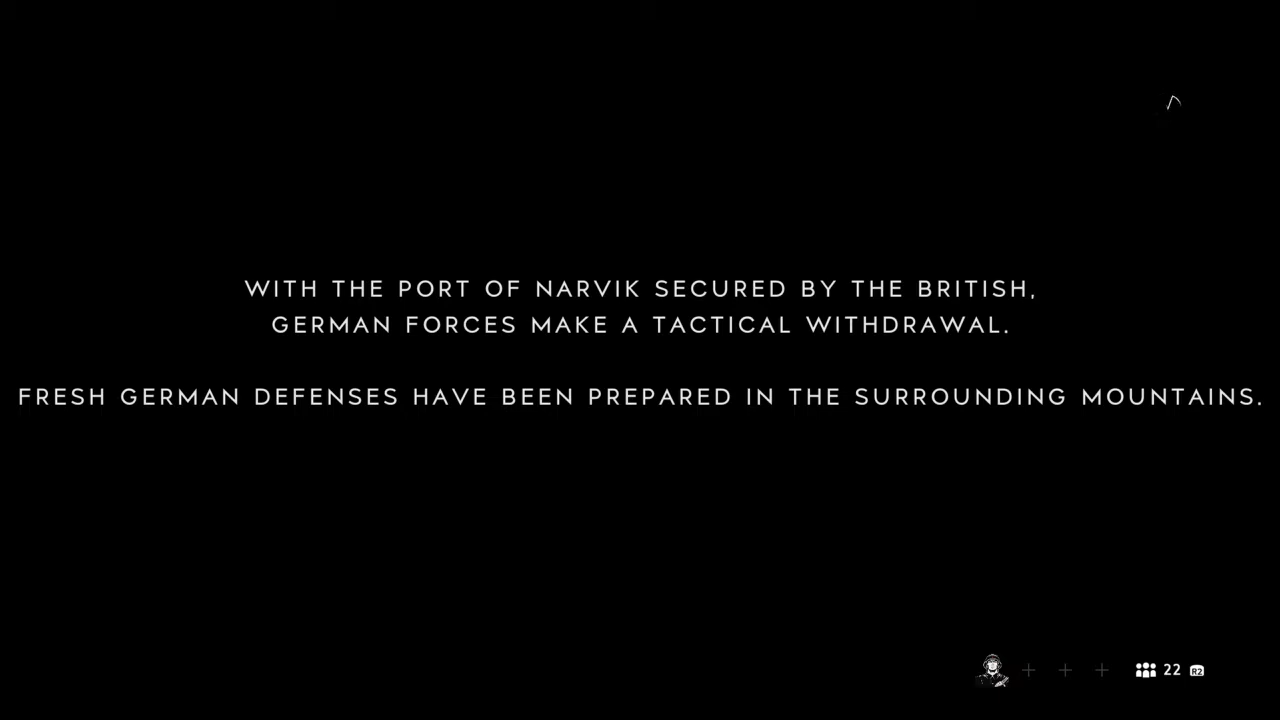 WITH THE PORT OF NARVIK SECURED BY THE BRITISH,
GERMAN FORCES MAKE A TACTICAL WITHDRAWAL.
FRESH GERMAN DEFENSES HAVE BEEN PREPARED IN THE SURROUNDING MOUNTAINS.
22 R2